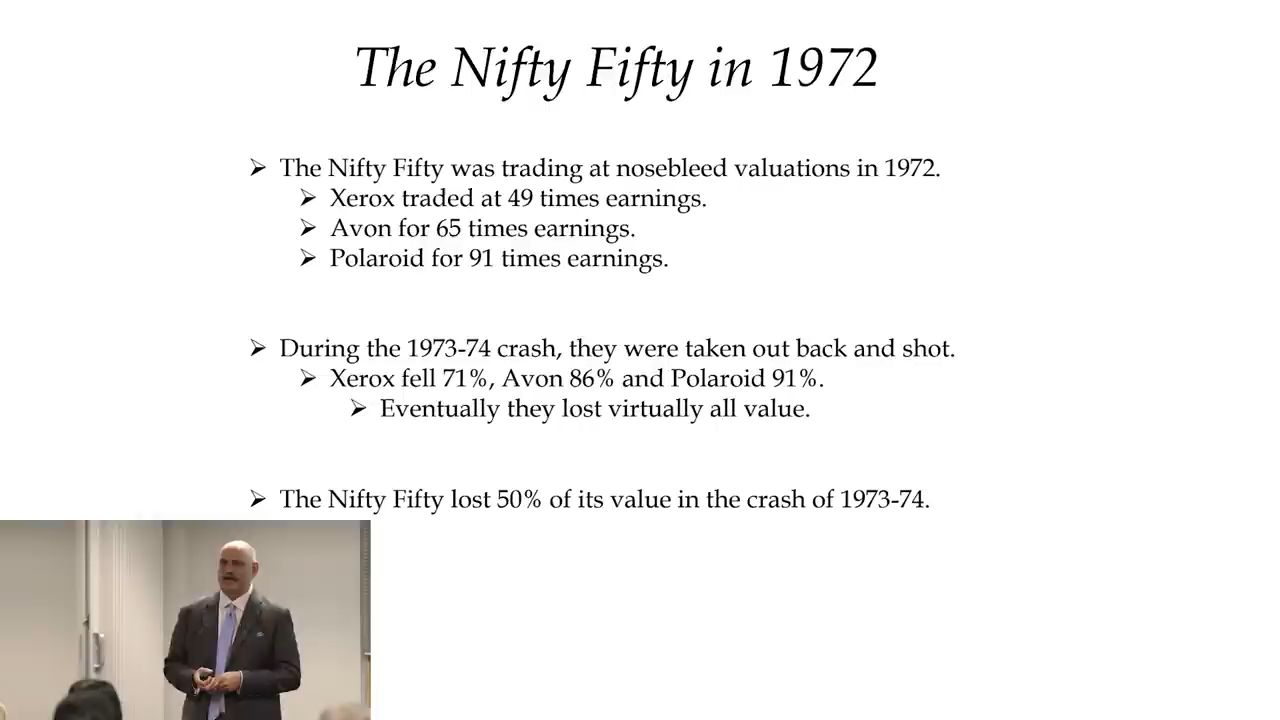 The Nifty Fifty in 1972
➢ The Nifty Fifty was trading at nosebleed valuations in 1972.
➢ Xerox traded at 49 times earnings.
➢ Avon for 65 times earnings.
➢ Polaroid for 91 times earnings.
➢ During the 1973-74 crash, they were taken out back and shot.
➢ Xerox fell 71%, Avon 86% and Polaroid 91%.
➢ Eventually they lost virtually all value.
➢ The Nifty Fifty lost 50% of its value in the crash of 1973-74.